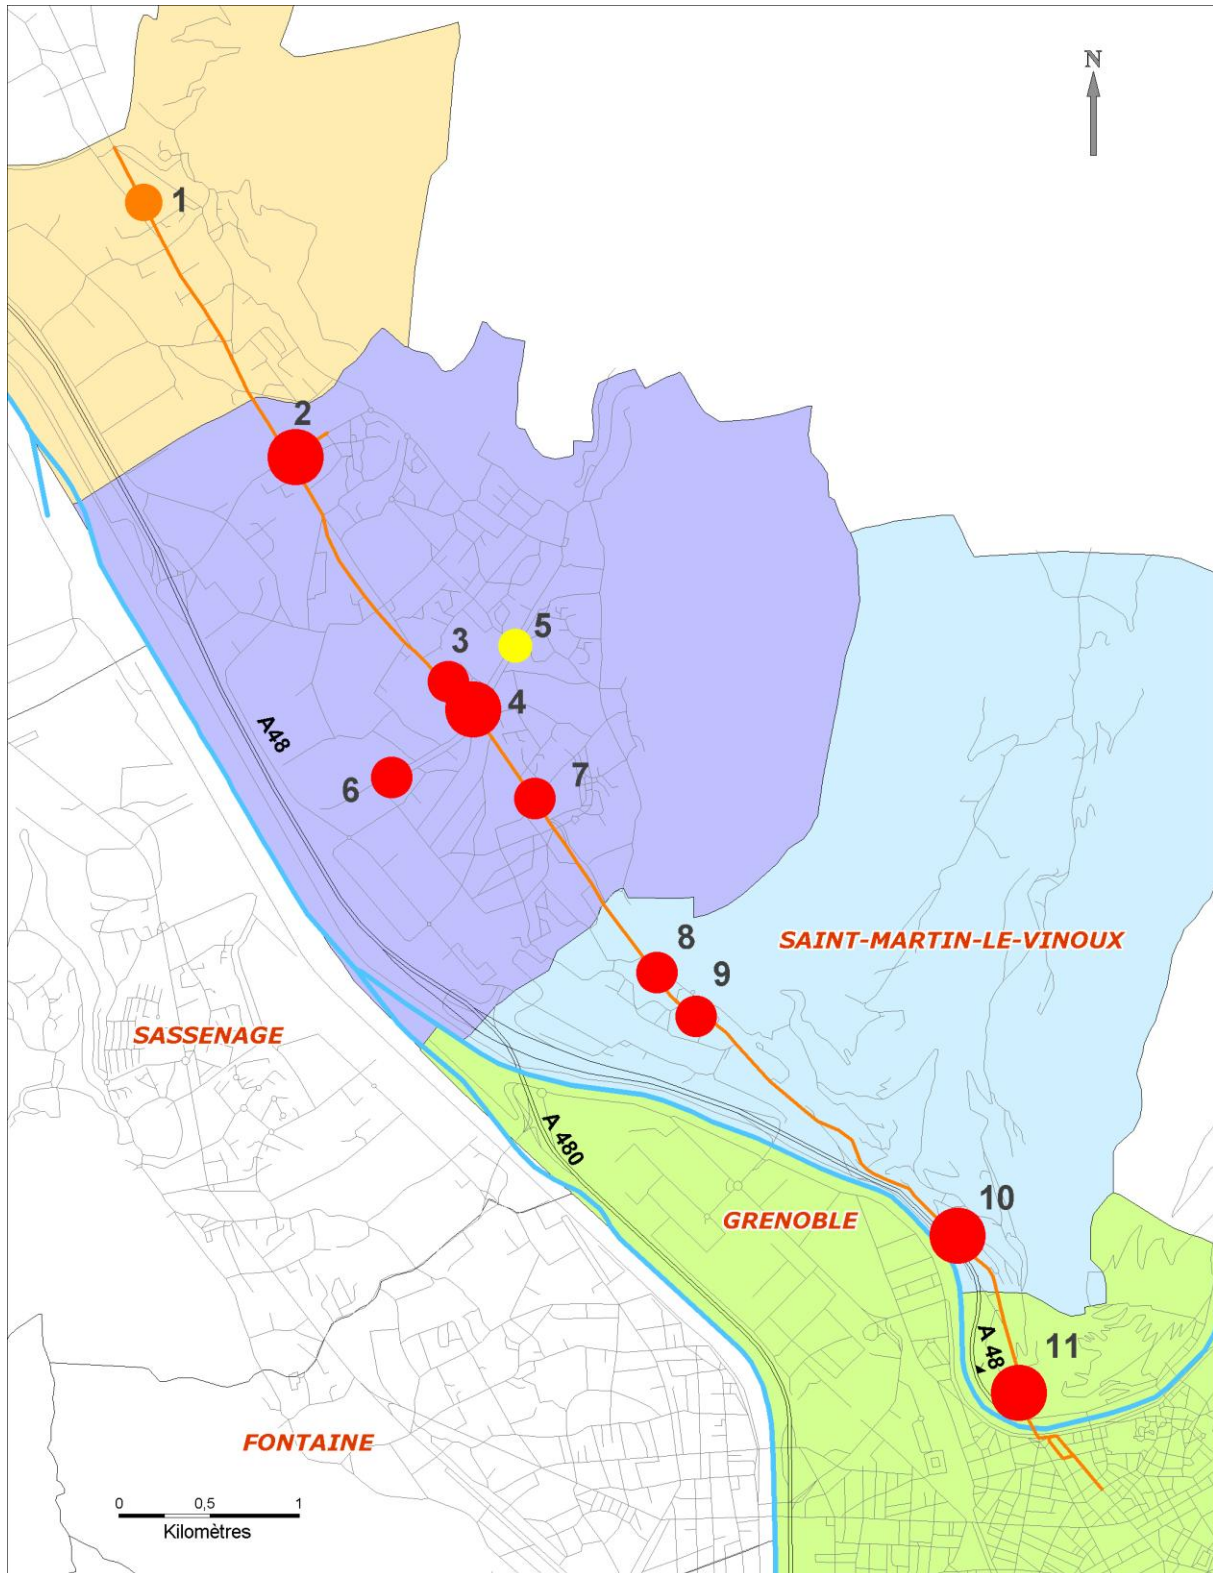 N
1
2
3
5
4
A48
6
7
8
SAINT-MARTIN-LE-VINOUX
9
SASSENAGE
A 480
10
GRENOBLE
A 48
11
FONTAINE
0 0,5 1
Kilomètres